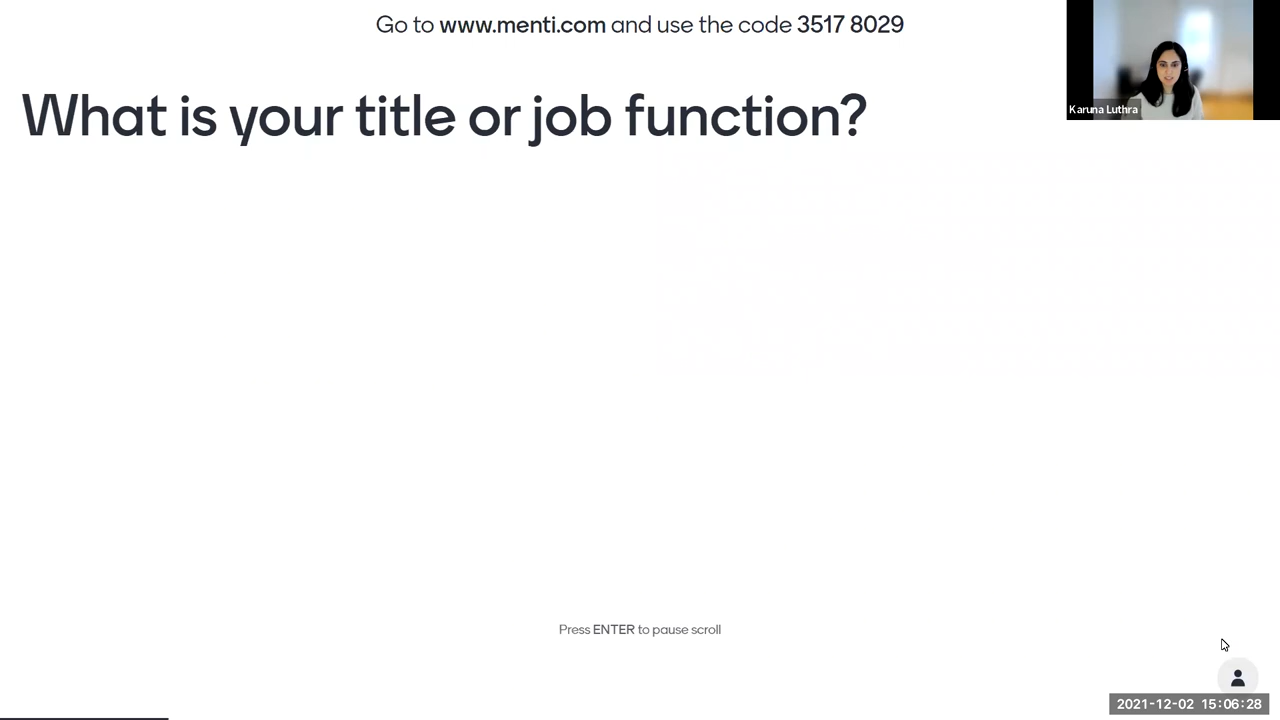 Go to www.menti.com and use the code 3517 8029
Karuna Luthra
What is your title or job function?
Press ENTER to pause scroll
2021-12-02 15:06:28